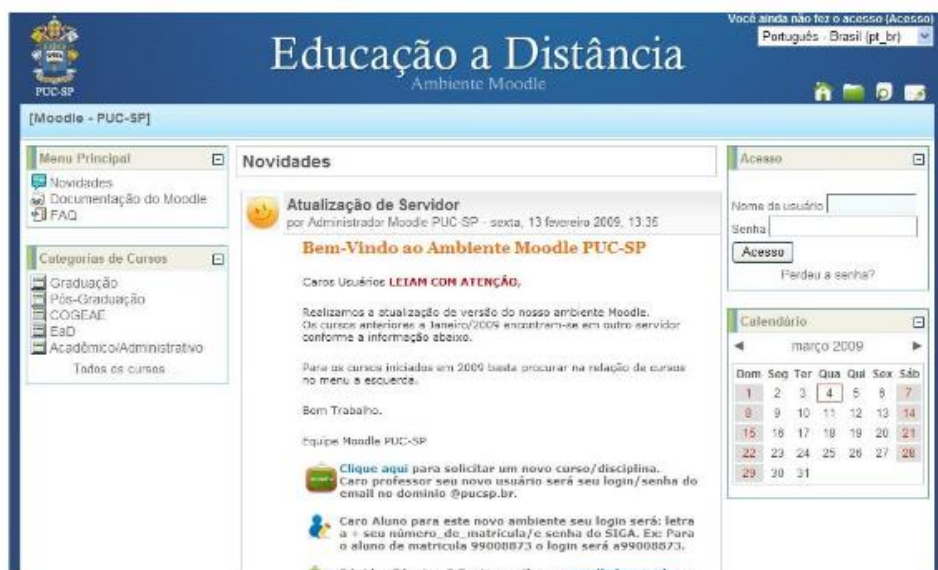 Você ainda não fez o acesso (Acesso)
Português - Brasil (pt_br)
PUC-SP
Educação a Distância
Ambiente Moodle
[Moodle - PUC-SP]
Menu Principal
Novidades
Documentação do Moodle
FAQ
Categorias de Cursos
Graduação
Pós-Graduação
COGEAE
EaD
Acadêmico/Administrativo
Todos os cursos ...
Novidades
Atualização de Servidor
por Administrador Moodle PUC-SP - sexta, 13 fevereiro 2009, 13:36
Bem-Vindo ao Ambiente Moodle PUC-SP
Caros Usuários LEIAM COM ATENÇÃO,
Realizamos a atualização de versão do nosso ambiente Moodle.
Os cursos anteriores a Janeiro/2009 encontram-se em outro servidor
conforme a informação abaixo.
Para os cursos iniciados em 2009 basta procurar na relação de cursos
no menu a esquerda.
Bom Trabalho.
Equipe Moodle PUC-SP
Clique aqui para solicitar um novo curso/disciplina.
Caro professor seu novo usuário será seu login/senha do
email no dominio @pucsp.br.
Caro Aluno para este novo ambiente seu login será: letra
a + seu número_de_matrícula/e senha do SIGA. Ex: Para
o aluno de matricula 99008873 o login será a99008873.
Acesso
Nome de usuário
Senha
Acesso
Perdeu a senha?
Calendário
março 2009
Dom Seg Ter Qua Qui Sex Sáb
1 2 3 4 5 6 7
8 9 10 11 12 13 14
15 16 17 18 19 20 21
22 23 24 25 26 27 28
29 30 31